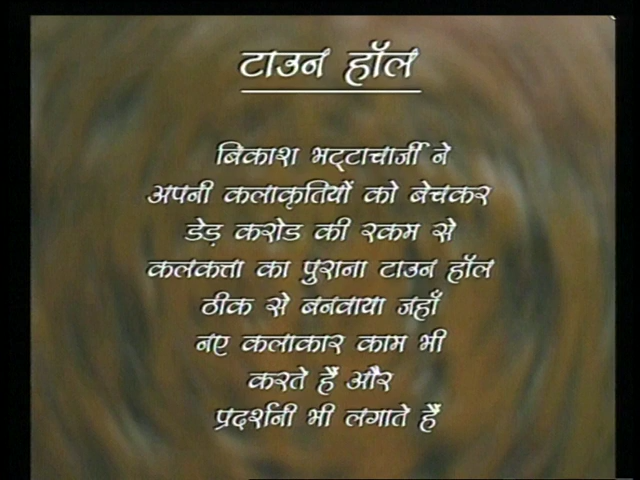 टाउन हॉल
बिकाश भट्टाचार्जी ने
अपनी कलाकृतियों को बेचकर
डेड़ करोड की रकम से
कलकत्ता का पुराना टाउन हॉल
ठीक से बनवाया जहाँ
नए कलाकार काम भी
करते हैं और
प्रदर्शनी भी लगाते हैं